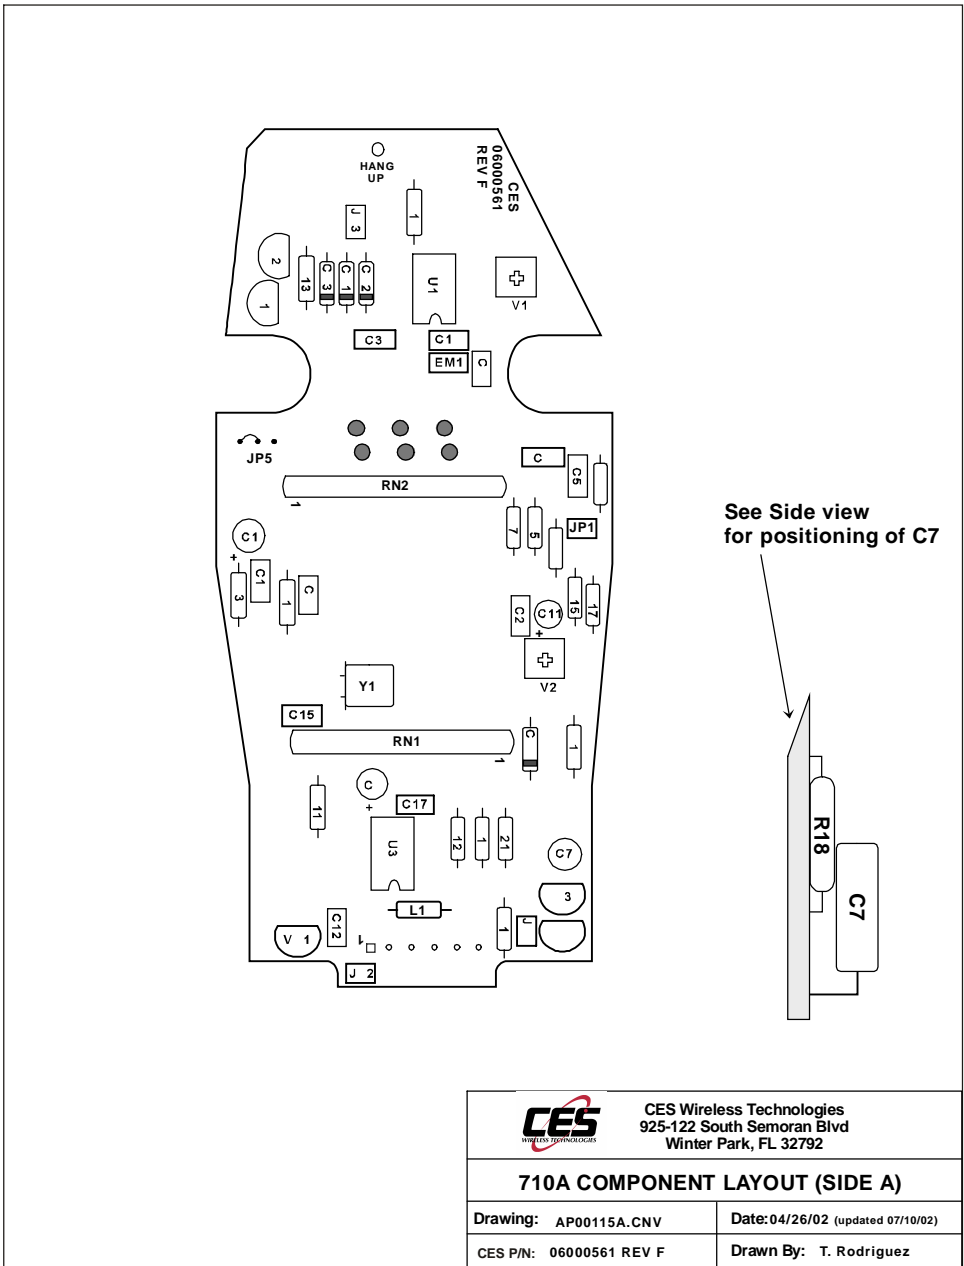 HANG
UP
CES
06000561
REV F
J 3
1
2
1
13
C 3
C 1
C 2
U1
V1
C3
C1
EM1
C
JP5
C
C5
RN2
1
7
5
JP1
C1
+
3
C1
1
C
C2
C11
+
15
17
V2
Y1
C15
RN1
1
C
1
11
C
+
C17
U3
12
1
21
C7
3
L1
C12
V 1
1
1
J
J 2
See Side view
for positioning of C7
R18
C7
CES
WIRELESS TECHNOLOGIES
CES Wireless Technologies
925-122 South Semoran Blvd
Winter Park, FL 32792
710A COMPONENT LAYOUT (SIDE A)
Drawing: AP00115A.CNV
Date:04/26/02 (updated 07/10/02)
CES P/N: 06000561 REV F
Drawn By: T. Rodriguez